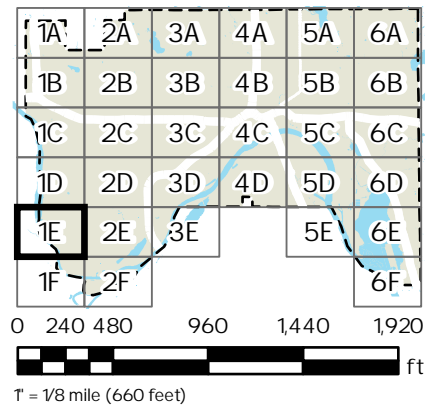 1A 2A 3A 4A 5A 6A
1B 2B 3B 4B 5B 6B
1C 2C 3C 4C 5C 6C
1D 2D 3D 4D 5D 6D
1E 2E 3E 5E 6E
1F 2F 6F
0 240 480 960 1,440 1,920
ft
1" = 1/8 mile (660 feet)